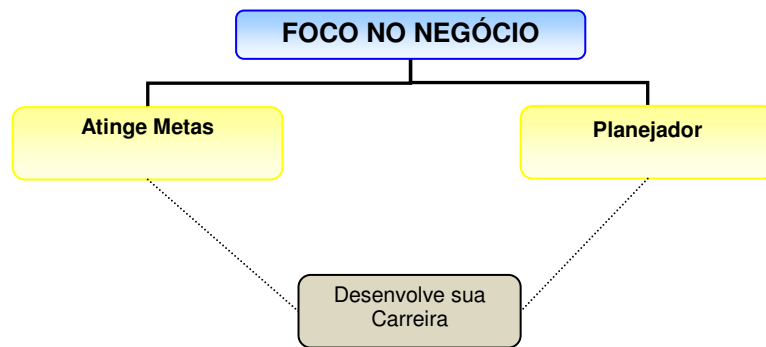 FOCO NO NEGÓCIO
Atinge Metas
Planejador
Desenvolve sua
Carreira